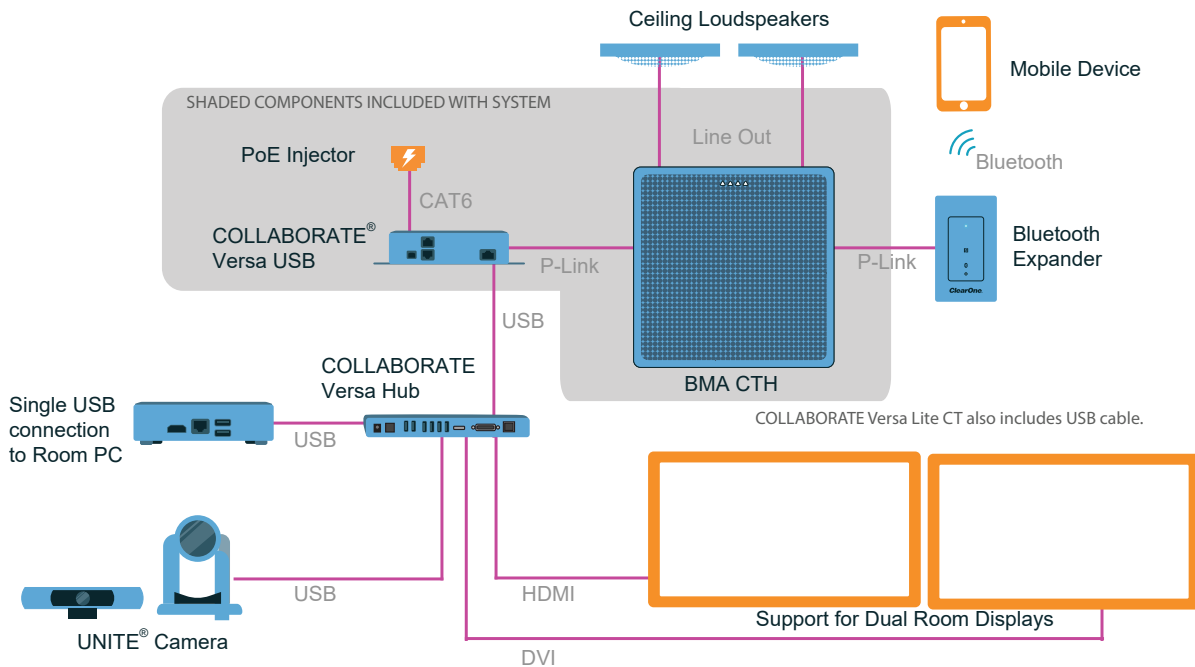 Ceiling Loudspeakers
Mobile Device
SHADED COMPONENTS INCLUDED WITH SYSTEM
Line Out
PoE Injector
Bluetooth
CAT6
COLLABORATE®
Versa USB
P-Link
P-Link
Bluetooth
Expander
ClearOne
USB
COLLABORATE
Versa Hub
BMA CTH
Single USB
connection
to Room PC
USB
COLLABORATE Versa Lite CT also includes USB cable.
USB
HDMI
Support for Dual Room Displays
UNITE® Camera
DVI